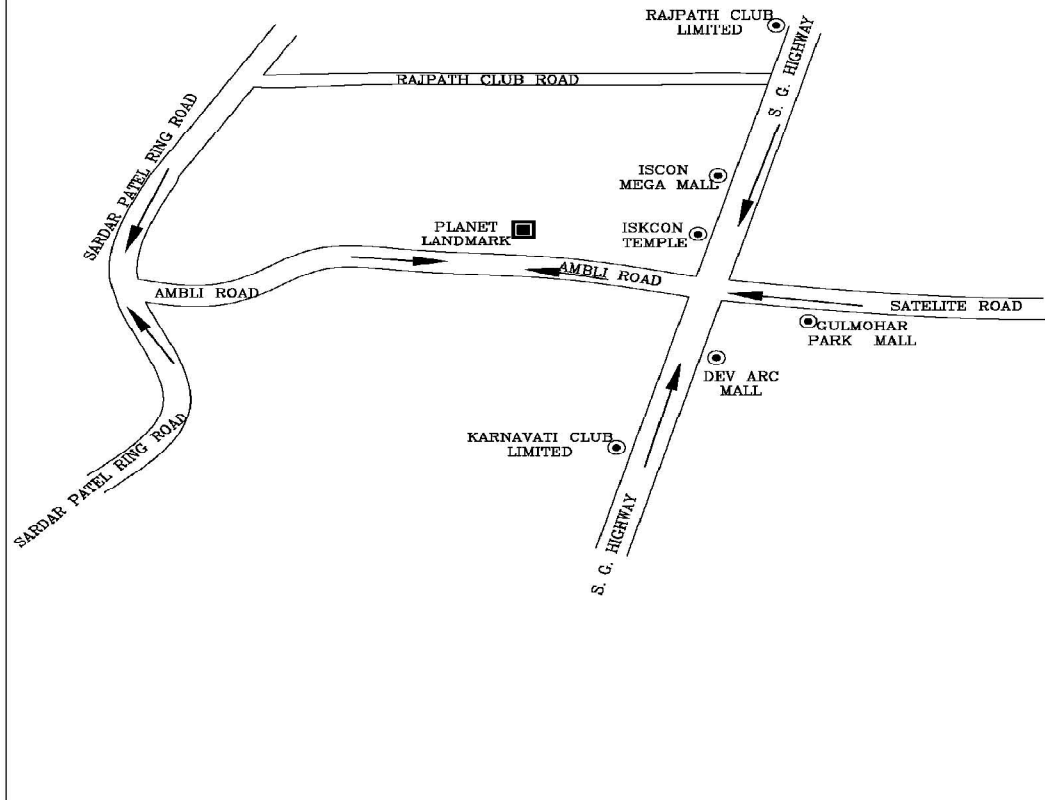 RAJPATH CLUB
LIMITED
S. G. HIGHWAY
RAJPATH CLUB ROAD
SARDAR PATEL RING ROAD
ISCON
MEGA MALL
PLANET
LANDMARK
ISKCON
TEMPLE
AMBLI ROAD
AMBLI ROAD
SATELITE ROAD
GULMOHAR
PARK MALL
DEV ARC
MALL
KARNAVATI CLUB
LIMITED
SARDAR PATEL RING ROAD
S. G. HIGHWAY